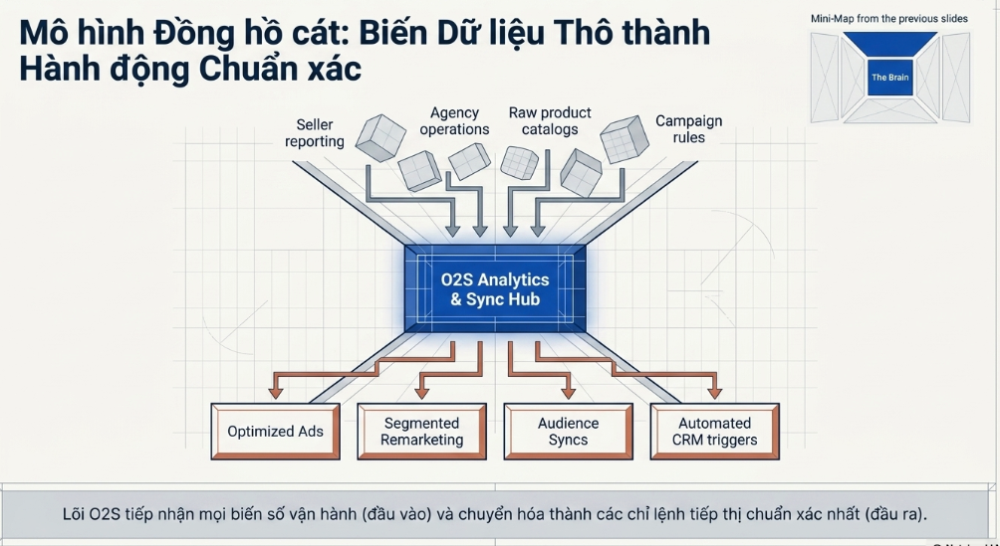 Mô hình Đồng hồ cát: Biến Dữ liệu Thô thành
Hành động Chuẩn xác
Mini-Map from the previous slides
The Brain
Seller
reporting
Agency
operations
Raw product
catalogs
Campaign
rules
O2S Analytics
& Sync Hub
Optimized Ads
Segmented
Remarketing
Audience
Syncs
Automated
CRM triggers
Lõi O2S tiếp nhận mọi biến số vận hành (đầu vào) và chuyển hóa thành các chỉ lệnh tiếp thị chuẩn xác nhất (đầu ra).